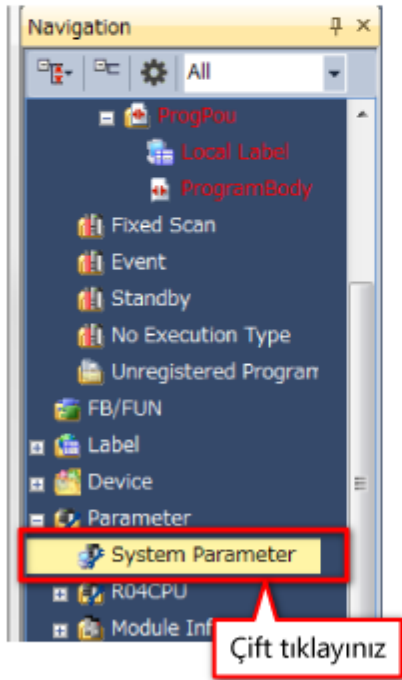 Navigation
All
ProgPou
Local Label
ProgramBody
Fixed Scan
Event
Standby
No Execution Type
Unregistered Program
FB/FUN
Label
Device
Parameter
System Parameter
R04CPU
Module Inf
Çift tıklayınız